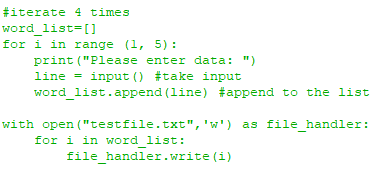 #iterate 4 times
word_list=[]
for i in range (1, 5):
    print("Please enter data: ")
    line = input() #take input
    word_list.append(line) #append to the list

with open("testfile.txt",'w') as file_handler:
    for i in word_list:
        file_handler.write(i)